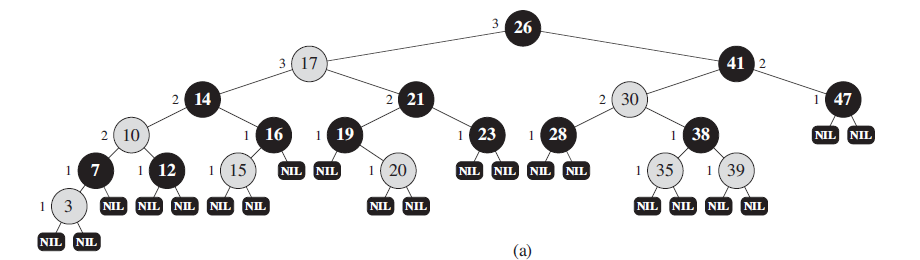 3 26
3 17 41 2
2 14 2 21 2 30 1 47
2 10 1 16 1 19 1 23 1 28 1 38 NIL NIL
1 7 1 12 1 15 NIL NIL 1 20 NIL NIL NIL NIL 1 35 1 39
1 3 NIL NIL NIL NIL NIL NIL NIL NIL NIL NIL NIL
NIL NIL
(a)